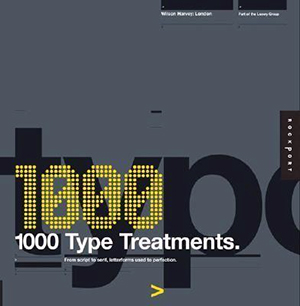 Wilson Harvey: London
Part of the Loewy Group
ROCKPORT
typo
1000
1000 Type Treatments.
From script to serif, letterforms used to perfection.
>